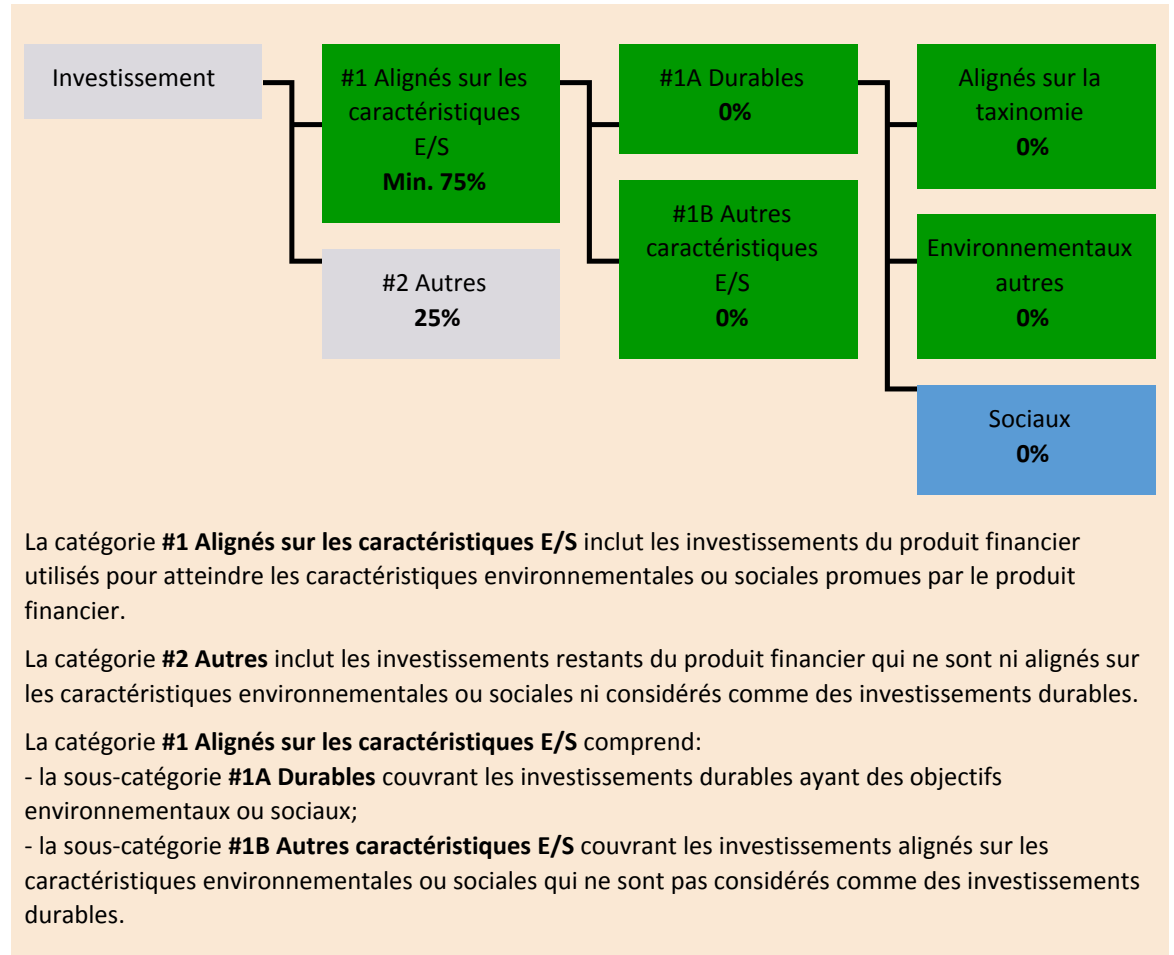 Investissement
#1 Alignés sur les
caractéristiques
E/S
Min. 75%
#2 Autres
25%
#1A Durables
0%
#1B Autres
caractéristiques
E/S
0%
Alignés sur la
taxinomie
0%
Environnementaux
autres
0%
Sociaux
0%
La catégorie #1 Alignés sur les caractéristiques E/S inclut les investissements du produit financier
utilisés pour atteindre les caractéristiques environnementales ou sociales promues par le produit
financier.
La catégorie #2 Autres inclut les investissements restants du produit financier qui ne sont ni alignés sur
les caractéristiques environnementales ou sociales ni considérés comme des investissements durables.
La catégorie #1 Alignés sur les caractéristiques E/S comprend:
- la sous-catégorie #1A Durables couvrant les investissements durables ayant des objectifs
environnementaux ou sociaux;
- la sous-catégorie #1B Autres caractéristiques E/S couvrant les investissements alignés sur les
caractéristiques environnementales ou sociales qui ne sont pas considérés comme des investissements
durables.